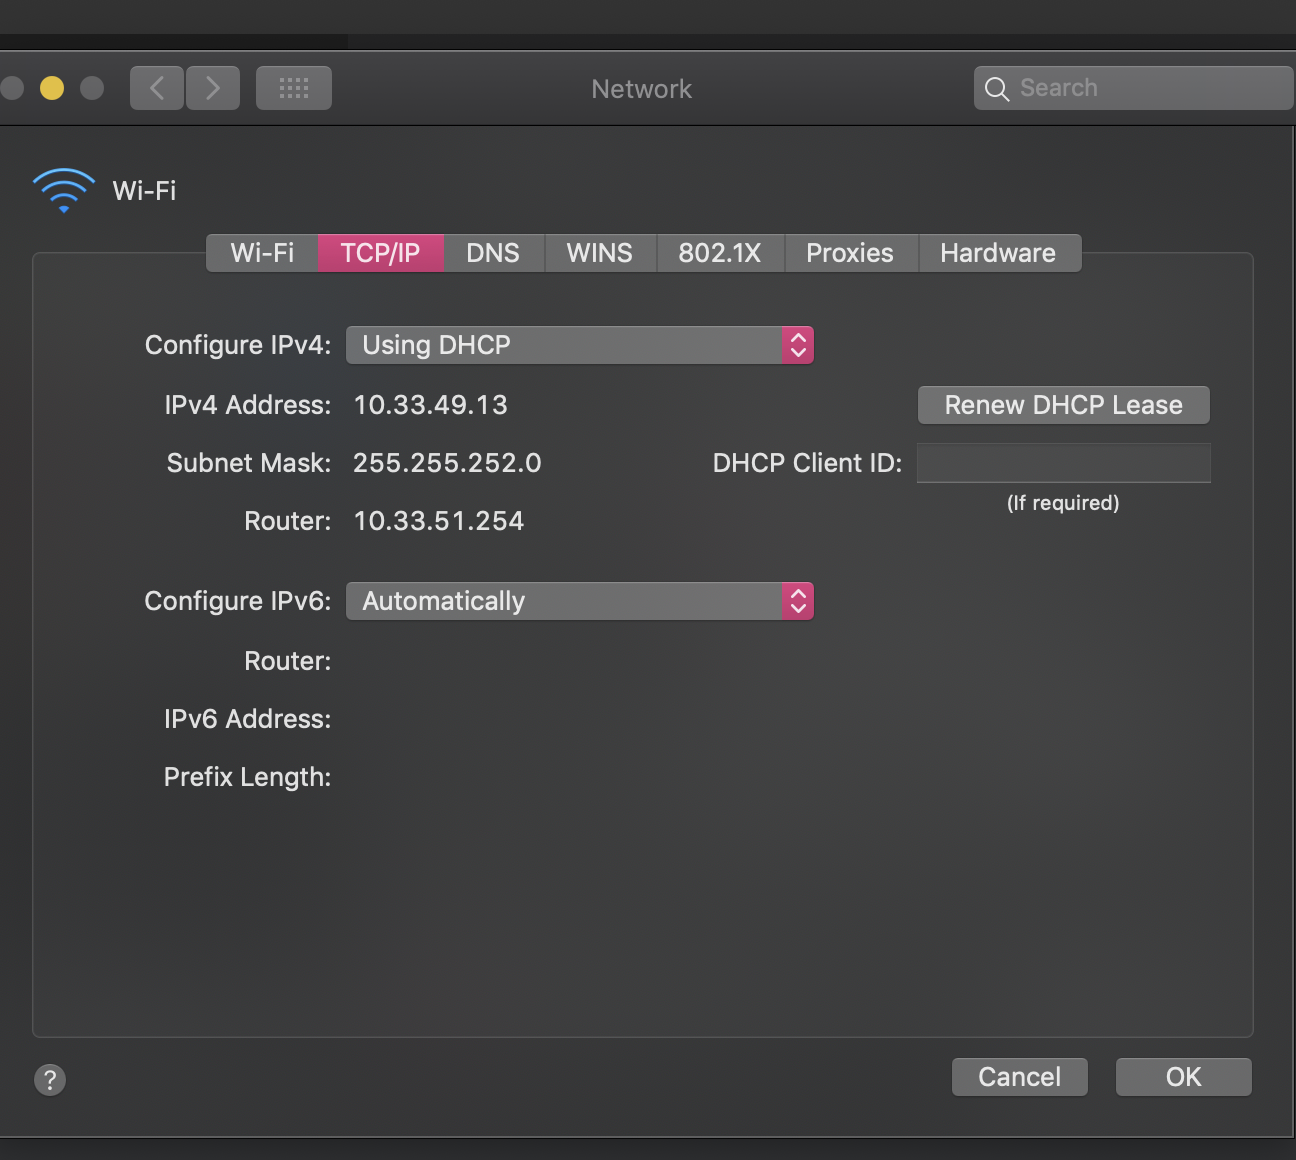 Network
Search
Wi-Fi
Wi-Fi TCP/IP DNS WINS 802.1X Proxies Hardware
Configure IPv4: Using DHCP
IPv4 Address: 10.33.49.13 Renew DHCP Lease
Subnet Mask: 255.255.252.0 DHCP Client ID:
(If required)
Router: 10.33.51.254
Configure IPv6: Automatically
Router:
IPv6 Address:
Prefix Length:
? Cancel OK